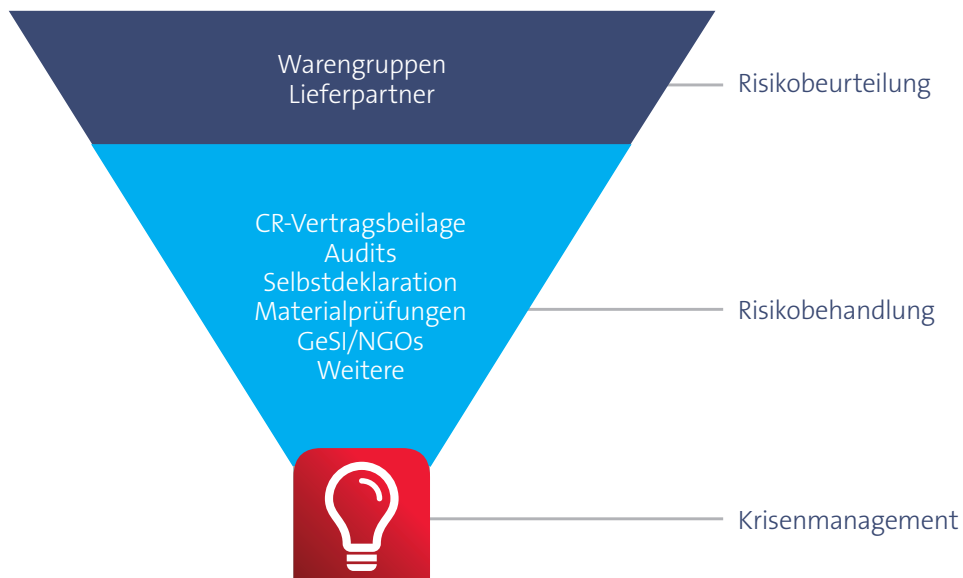 Warengruppen
Lieferpartner
Risikobeurteilung
CR-Vertragsbeilage
Audits
Selbstdeklaration
Materialprüfungen
GeSI/NGOs
Weitere
Risikobehandlung
Krisenmanagement